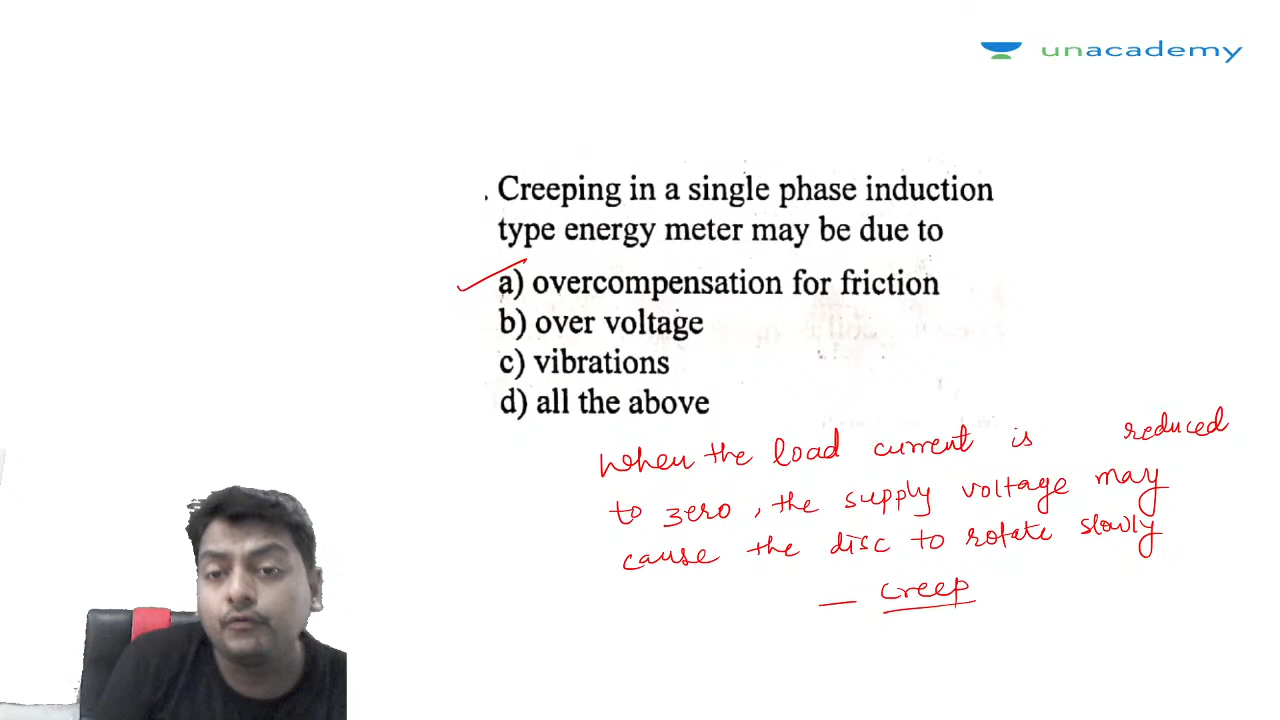 unacademy
. Creeping in a single phase induction
type energy meter may be due to
a) overcompensation for friction
b) over voltage
c) vibrations
d) all the above
When the load current is reduced
to zero, the supply voltage may
cause the disc to rotate slowly
— creep